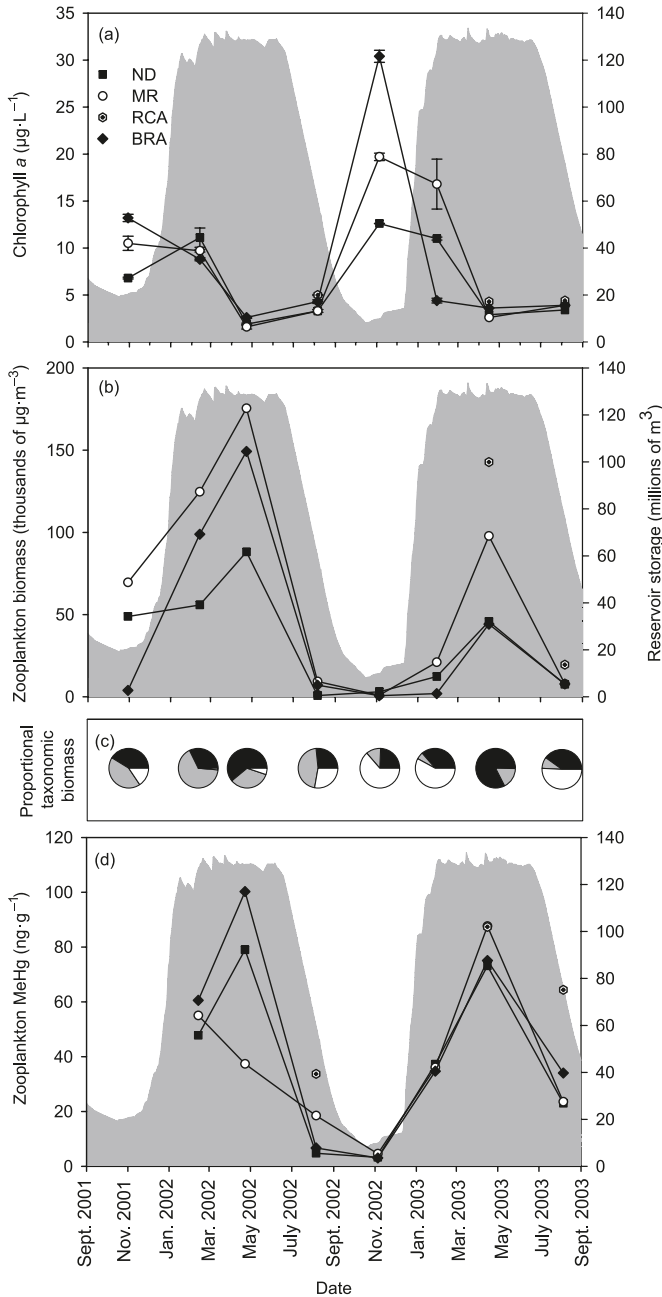 (a)
ND
MR
RCA
BRA
Chlorophyll a (µg·L⁻¹)
35
30
25
20
15
10
5
0
140
120
100
80
60
40
20
0
(b)
Zooplankton biomass (thousands of µg·m⁻³)
200
150
100
50
0
140
120
100
80
60
40
20
0
Reservoir storage (millions of m³)
(c)
Proportional
taxonomic
biomass
(d)
Zooplankton MeHg (ng·g⁻¹)
120
100
80
60
40
20
0
140
120
100
80
60
40
20
0
Sept. 2001
Nov. 2001
Jan. 2002
Mar. 2002
May 2002
July 2002
Sept. 2002
Nov. 2002
Jan. 2003
Mar. 2003
May 2003
July 2003
Sept. 2003
Date